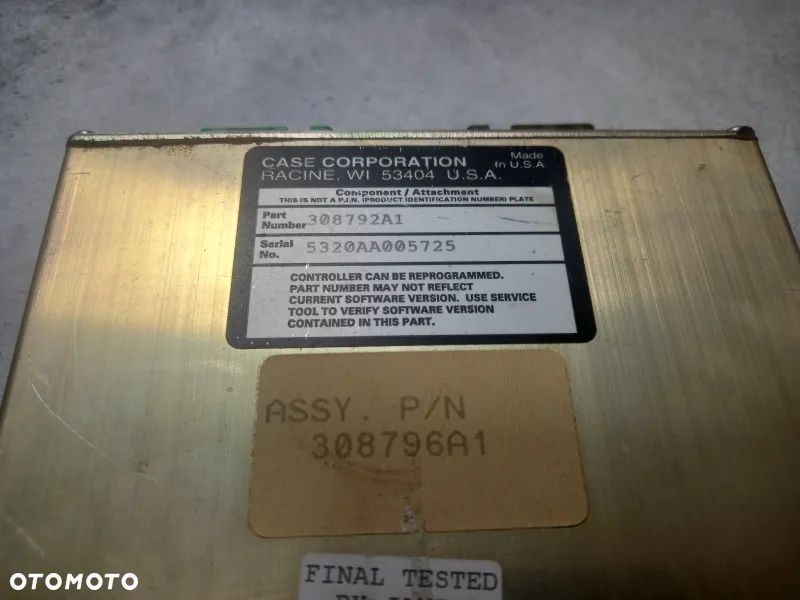 CASE CORPORATION
RACINE, WI 53404 U.S.A.
Made
in U.S.A
Component / Attachment
THIS IS NOT A P.I.N. (PRODUCT IDENTIFICATION NUMBER) PLATE
Part
Number 308792A1
Serial
No. 5320AA005725
CONTROLLER CAN BE REPROGRAMMED.
PART NUMBER MAY NOT REFLECT
CURRENT SOFTWARE VERSION. USE SERVICE
TOOL TO VERIFY SOFTWARE VERSION
CONTAINED IN THIS PART.
ASSY. P/N
308796A1
FINAL TESTED
OTOMOTO